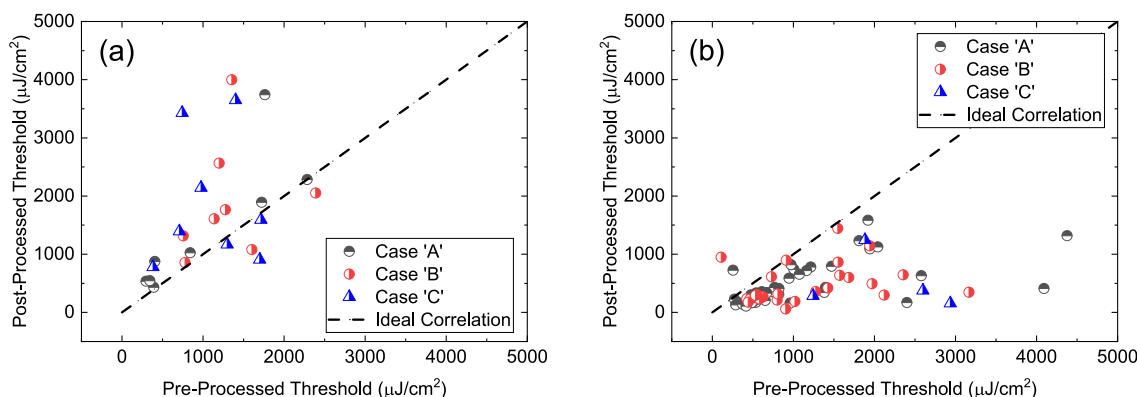 (a)
Post-Processed Threshold (µJ/cm²)
5000
4000
3000
2000
1000
0
Case 'A'
Case 'B'
Case 'C'
Ideal Correlation
0 1000 2000 3000 4000 5000
Pre-Processed Threshold (µJ/cm²)
(b)
Post-Processed Threshold (µJ/cm²)
5000
4000
3000
2000
1000
0
Case 'A'
Case 'B'
Case 'C'
Ideal Correlation
0 1000 2000 3000 4000 5000
Pre-Processed Threshold (µJ/cm²)